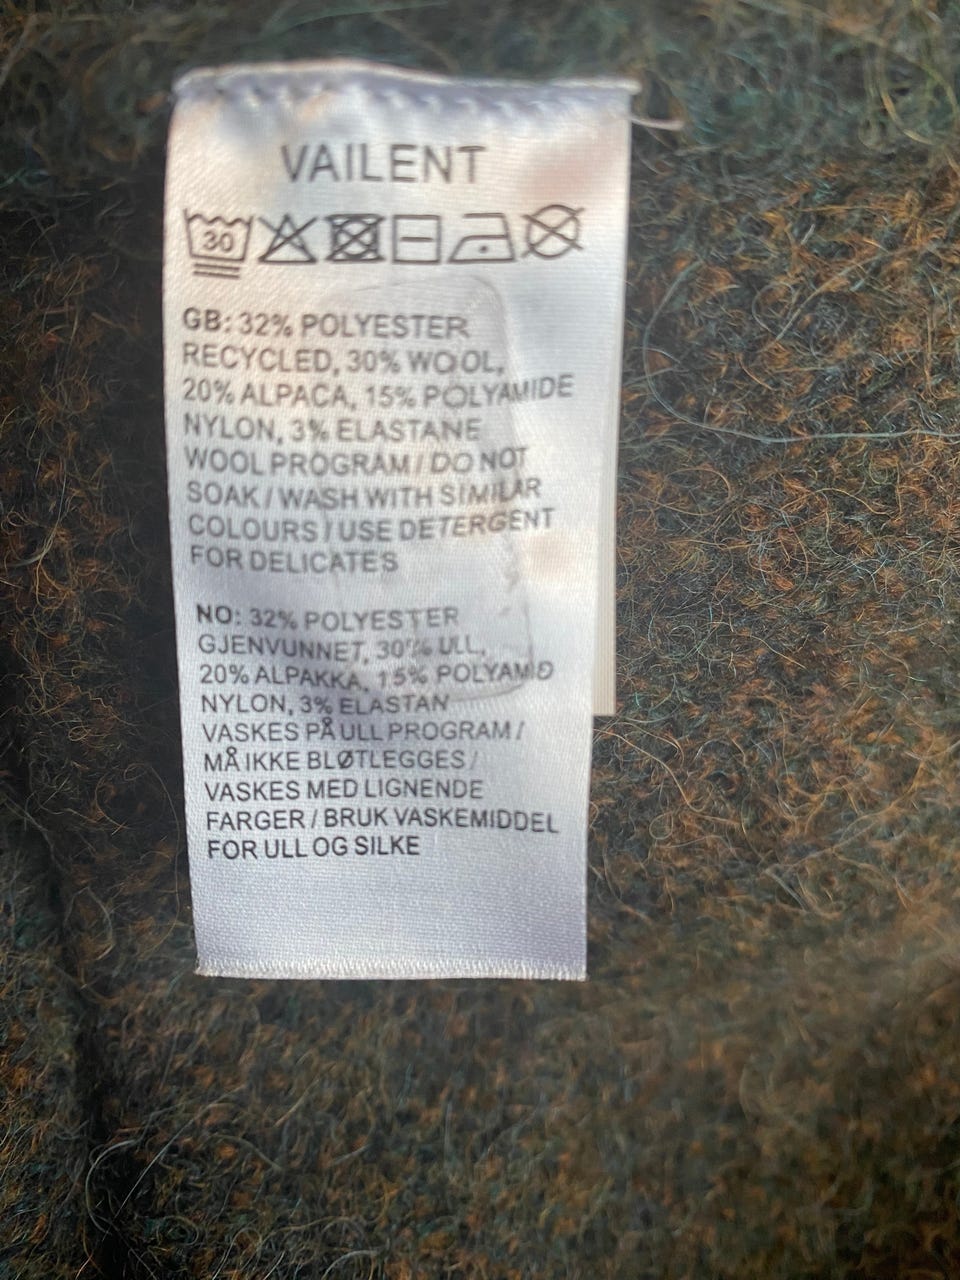 VAILENT
30
GB: 32% POLYESTER
RECYCLED, 30% WOOL,
20% ALPACA, 15% POLYAMIDE
NYLON, 3% ELASTANE
WOOL PROGRAM / DO NOT
SOAK / WASH WITH SIMILAR
COLOURS / USE DETERGENT
FOR DELICATES
NO: 32% POLYESTER
GJENVUNNET, 30% ULL,
20% ALPAKKA, 15% POLYAMID
NYLON, 3% ELASTAN
VASKES PÅ ULL PROGRAM /
MÅ IKKE BLØTLEGGES /
VASKES MED LIGNENDE
FARGER / BRUK VASKEMIDDEL
FOR ULL OG SILKE